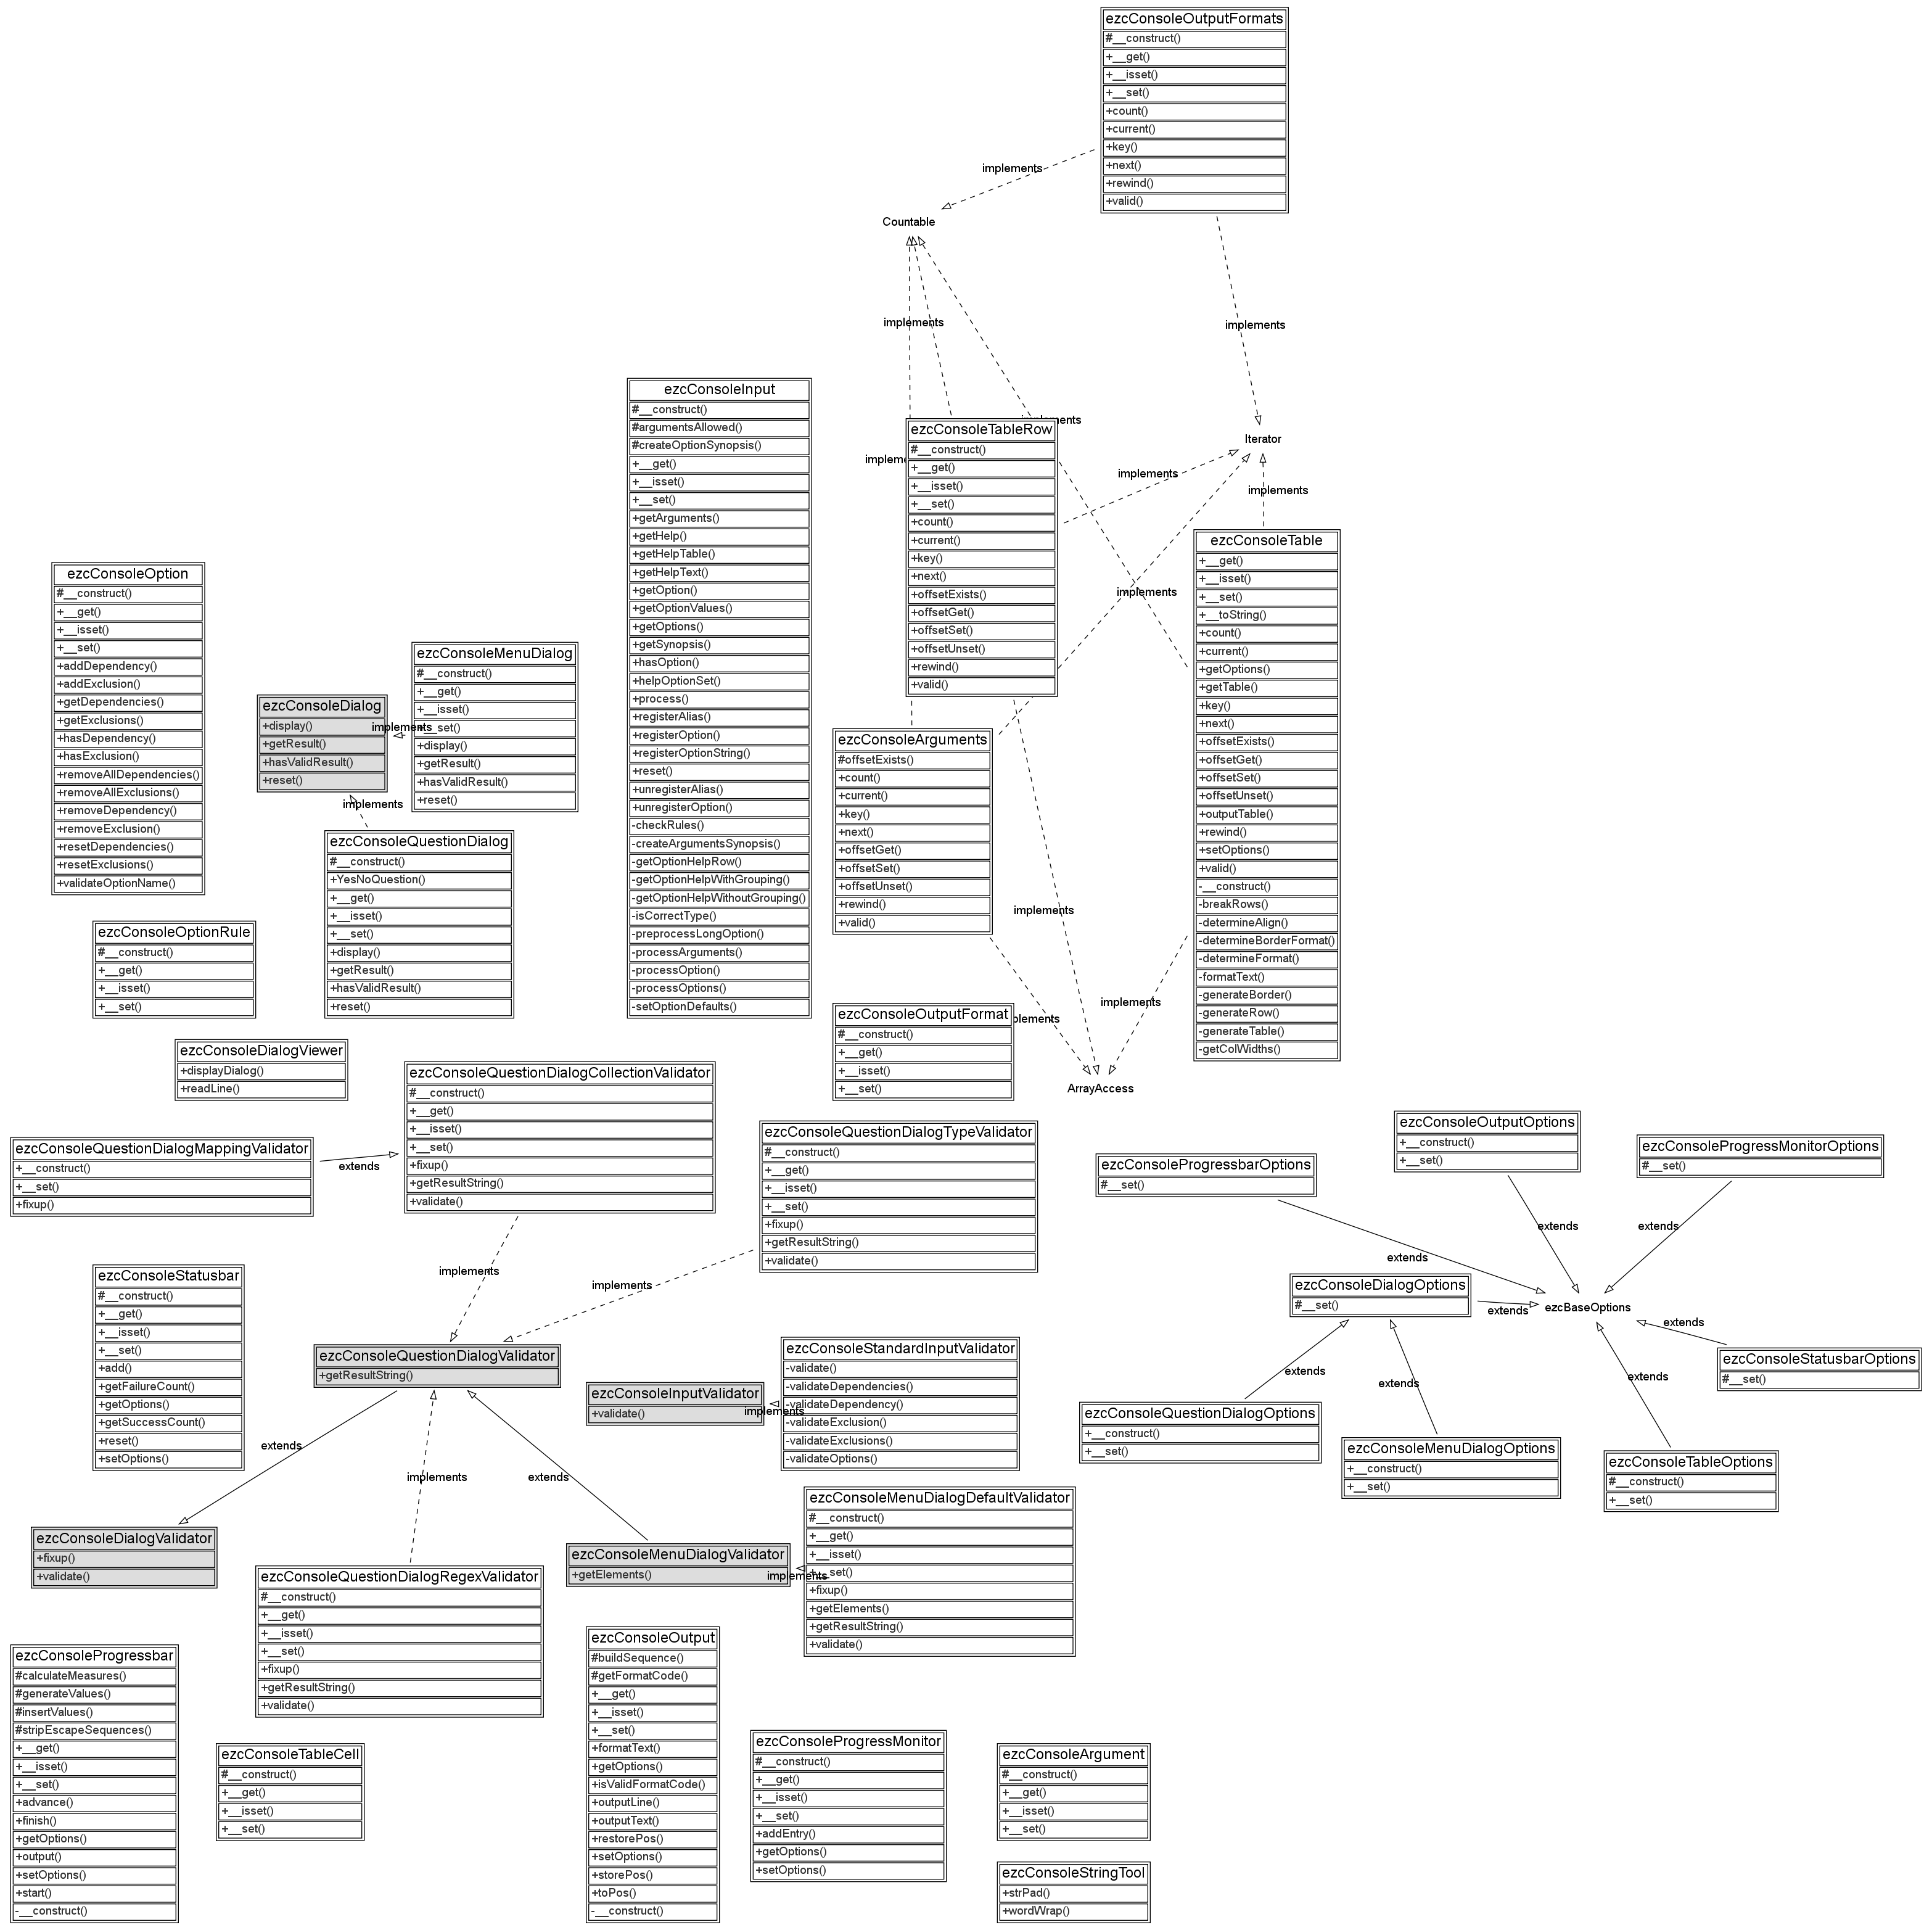 ezcConsoleOutputFormats
#__construct()
+__get()
+__isset()
+__set()
+count()
+current()
+key()
+next()
+rewind()
+valid()
implements
Countable
implements
implements
implements
Iterator
implements
implements
implements
ezcConsoleInput
#__construct()
#argumentsAllowed()
#createOptionSynopsis()
+__get()
+__isset()
+__set()
+getArguments()
+getHelp()
+getHelpTable()
+getHelpText()
+getOption()
+getOptionValues()
+getOptions()
+getSynopsis()
+hasOption()
+helpOptionSet()
+process()
+registerAlias()
+registerOption()
+registerOptionString()
+reset()
+unregisterAlias()
+unregisterOption()
-checkRules()
-createArgumentsSynopsis()
-getOptionHelpRow()
-getOptionHelpWithGrouping()
-getOptionHelpWithoutGrouping()
-isCorrectType()
-preprocessLongOption()
-processArguments()
-processOption()
-processOptions()
-setOptionDefaults()
ezcConsoleTableRow
#__construct()
+__get()
+__isset()
+__set()
+count()
+current()
+key()
+next()
+offsetExists()
+offsetGet()
+offsetSet()
+offsetUnset()
+rewind()
+valid()
ezcConsoleTable
+__get()
+__isset()
+__set()
+__toString()
+count()
+current()
+getOptions()
+getTable()
+key()
+next()
+offsetExists()
+offsetGet()
+offsetSet()
+offsetUnset()
+outputTable()
+rewind()
+setOptions()
+valid()
-__construct()
-breakRows()
-determineAlign()
-determineBorderFormat()
-determineFormat()
-formatText()
-generateBorder()
-generateRow()
-generateTable()
-getColWidths()
ezcConsoleOption
#__construct()
+__get()
+__isset()
+__set()
+addDependency()
+addExclusion()
+getDependencies()
+getExclusions()
+hasDependency()
+hasExclusion()
+removeAllDependencies()
+removeAllExclusions()
+removeDependency()
+removeExclusion()
+resetDependencies()
+resetExclusions()
+validateOptionName()
ezcConsoleMenuDialog
#__construct()
+__get()
+__isset()
+__set()
+display()
+getResult()
+hasValidResult()
+reset()
ezcConsoleDialog
+display()
+getResult()
+hasValidResult()
+reset()
implements
implements
ezcConsoleQuestionDialog
#__construct()
+YesNoQuestion()
+__get()
+__isset()
+__set()
+display()
+getResult()
+hasValidResult()
+reset()
ezcConsoleArguments
#offsetExists()
+count()
+current()
+key()
+next()
+offsetGet()
+offsetSet()
+offsetUnset()
+rewind()
+valid()
implements
implements
ezcConsoleOptionRule
#__construct()
+__get()
+__isset()
+__set()
ezcConsoleOutputFormat
#__construct()
+__get()
+__isset()
+__set()
ArrayAccess
ezcConsoleDialogViewer
+displayDialog()
+readLine()
ezcConsoleQuestionDialogCollectionValidator
#__construct()
+__get()
+__isset()
+__set()
+fixup()
+getResultString()
+validate()
ezcConsoleQuestionDialogMappingValidator
+__construct()
+__set()
+fixup()
extends
ezcConsoleQuestionDialogTypeValidator
#__construct()
+__get()
+__isset()
+__set()
+fixup()
+getResultString()
+validate()
ezcConsoleOutputOptions
+__construct()
+__set()
ezcConsoleProgressMonitorOptions
#__set()
ezcConsoleProgressbarOptions
#__set()
extends
extends
extends
ezcConsoleDialogOptions
#__set()
extends
ezcBaseOptions
extends
ezcConsoleStatusbarOptions
#__set()
extends
extends
extends
ezcConsoleQuestionDialogOptions
+__construct()
+__set()
ezcConsoleMenuDialogOptions
+__construct()
+__set()
ezcConsoleTableOptions
#__construct()
+__set()
ezcConsoleStatusbar
#__construct()
+__get()
+__isset()
+__set()
+add()
+getFailureCount()
+getOptions()
+getSuccessCount()
+reset()
+setOptions()
implements
implements
ezcConsoleQuestionDialogValidator
+getResultString()
ezcConsoleInputValidator
+validate()
implements
ezcConsoleStandardInputValidator
-validate()
-validateDependencies()
-validateDependency()
-validateExclusion()
-validateExclusions()
-validateOptions()
extends
implements
extends
ezcConsoleDialogValidator
+fixup()
+validate()
ezcConsoleQuestionDialogRegexValidator
#__construct()
+__get()
+__isset()
+__set()
+fixup()
+getResultString()
+validate()
ezcConsoleMenuDialogValidator
+getElements()
implements
ezcConsoleMenuDialogDefaultValidator
#__construct()
+__get()
+__isset()
+__set()
+fixup()
+getElements()
+getResultString()
+validate()
ezcConsoleProgressbar
#calculateMeasures()
#generateValues()
#insertValues()
#stripEscapeSequences()
+__get()
+__isset()
+__set()
+advance()
+finish()
+getOptions()
+output()
+setOptions()
+start()
-__construct()
ezcConsoleTableCell
#__construct()
+__get()
+__isset()
+__set()
ezcConsoleOutput
#buildSequence()
#getFormatCode()
+__get()
+__isset()
+__set()
+formatText()
+getOptions()
+isValidFormatCode()
+outputLine()
+outputText()
+restorePos()
+setOptions()
+storePos()
+toPos()
-__construct()
ezcConsoleProgressMonitor
#__construct()
+__get()
+__isset()
+__set()
+addEntry()
+getOptions()
+setOptions()
ezcConsoleArgument
#__construct()
+__get()
+__isset()
+__set()
ezcConsoleStringTool
+strPad()
+wordWrap()